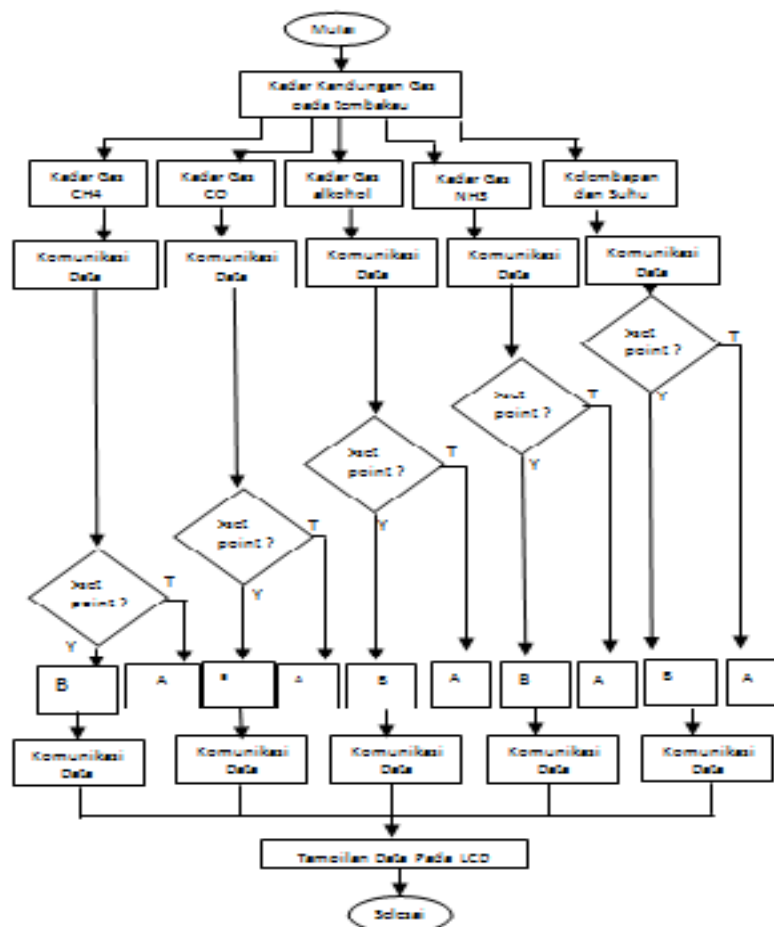 Mulai
Kadar Kandungan Gas
pada tembakau
Kadar Gas
CH4
Kadar Gas
CO
Kadar Gas
alkohol
Kadar Gas
NH3
Kelembapan
dan Suhu
Komunikasi
Data
Komunikasi
Data
Komunikasi
Data
Komunikasi
Data
Komunikasi
Data
>set
point ?
T
Y
>set
point ?
T
Y
>set
point ?
T
Y
>set
point ?
T
Y
>set
point ?
T
Y
B
A
B
A
B
A
B
A
B
A
Komunikasi
Data
Komunikasi
Data
Komunikasi
Data
Komunikasi
Data
Komunikasi
Data
Tampilan Data Pada LCD
Selesai